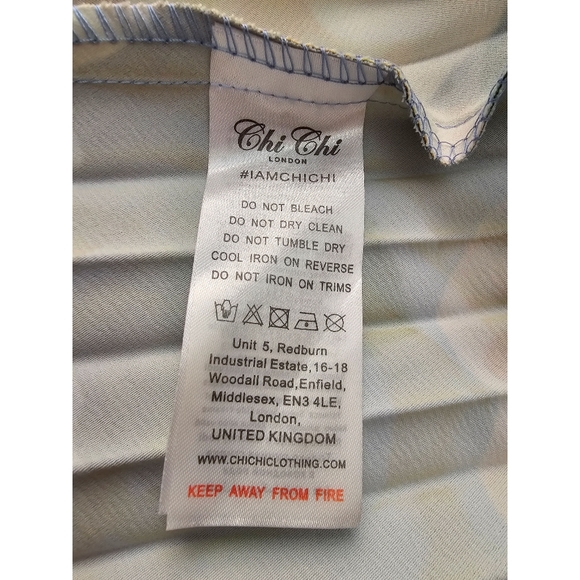 Chi Chi
LONDON
#IAMCHICHI
DO NOT BLEACH
DO NOT DRY CLEAN
DO NOT TUMBLE DRY
COOL IRON ON REVERSE
DO NOT IRON ON TRIMS
Unit 5, Redburn
Industrial Estate,16-18
Woodall Road,Enfield,
Middlesex, EN3 4LE,
London,
UNITED KINGDOM
WWW.CHICHICLOTHING.COM
KEEP AWAY FROM FIRE